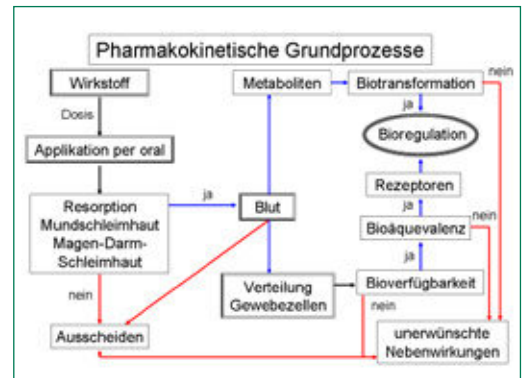 Pharmakokinetische Grundprozesse
Wirkstoff
Metaboliten
Biotransformation
nein
Dosis
ja
Bioregulation
Applikation per oral
Rezeptoren
Resorption
Mundschleimhaut
Magen-Darm-
Schleimhaut
ja
Blut
ja
nein
Bioäquevalenz
ja
nein
Verteilung
Gewebezellen
Bioverfügbarkeit
nein
Ausscheiden
unerwünschte
Nebenwirkungen